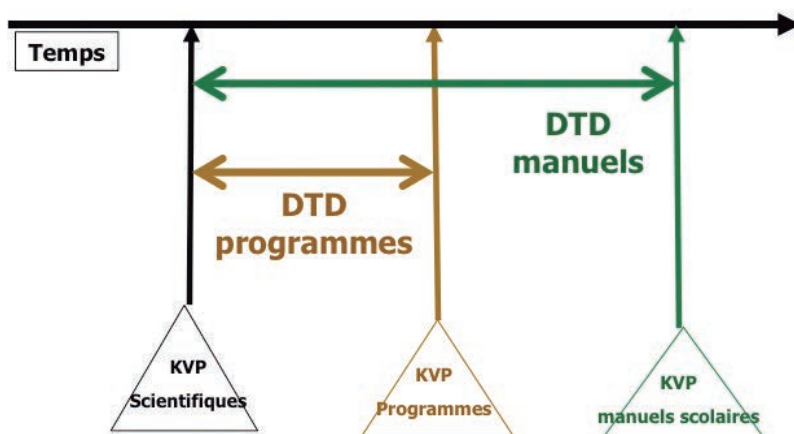 Temps
DTD
manuels
DTD
programmes
KVP
Scientifiques
KVP
Programmes
KVP
manuels scolaires